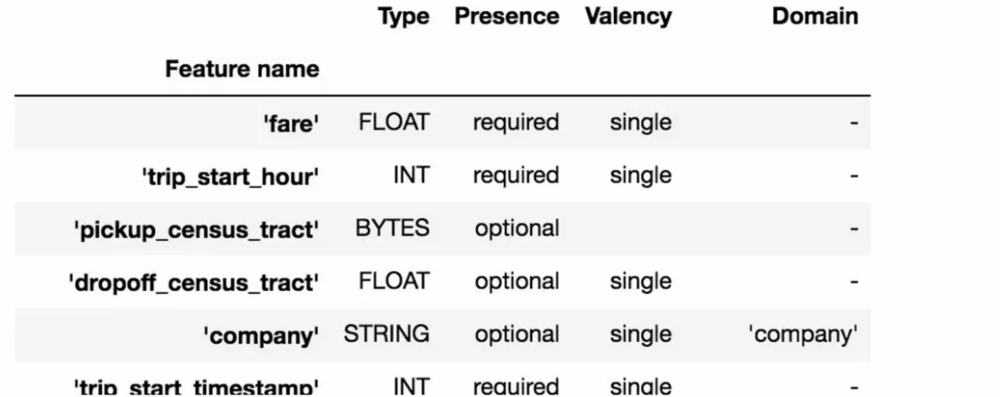 Type Presence Valency Domain
Feature name
'fare' FLOAT required single -
'trip_start_hour' INT required single -
'pickup_census_tract' BYTES optional -
'dropoff_census_tract' FLOAT optional single -
'company' STRING optional single 'company'
'trip_start_timestamp' INT required single -